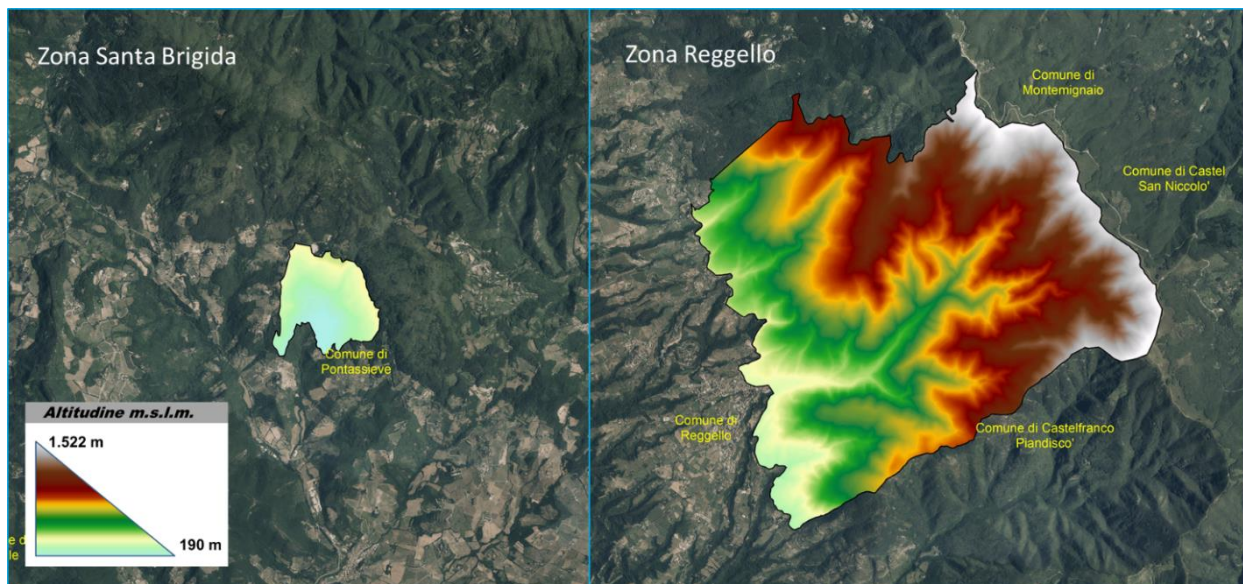 Zona Santa Brigida
Comune di
Pontassieve
Altitudine m.s.l.m.
1.522 m
190 m
e d
le
Zona Reggello
Comune di
Montemignaio
Comune di Castel
San Niccolo'
Comune di
Reggello
Comune di Castelfranco
Piandisco'